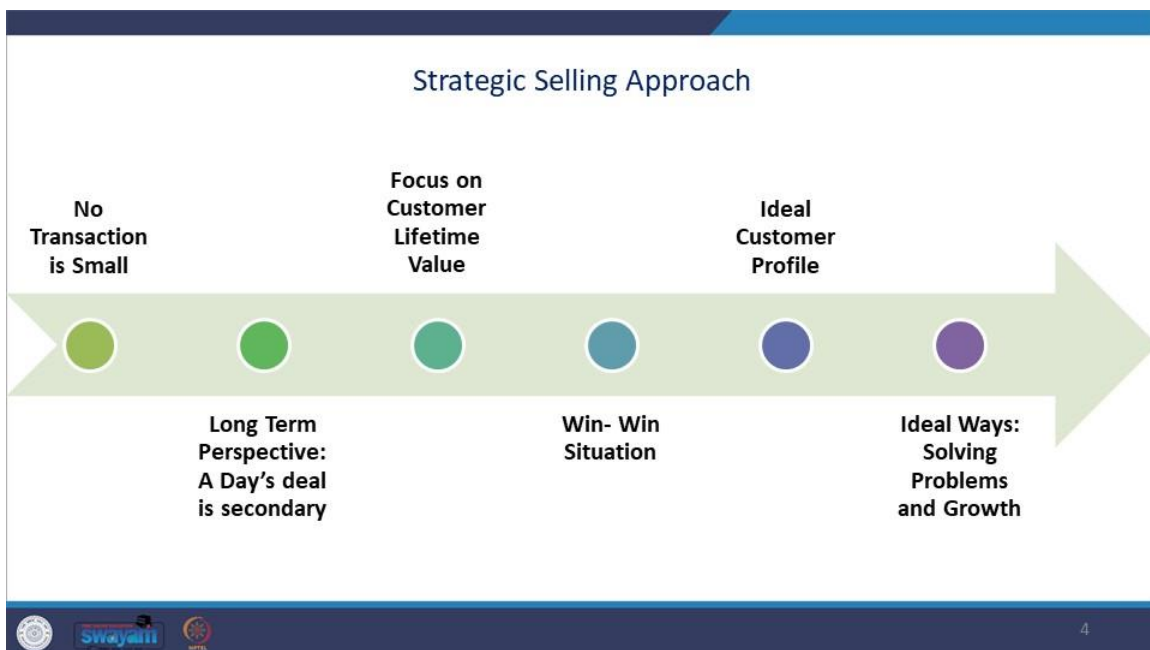 Strategic Selling Approach
No
Transaction
is Small
Long Term
Perspective:
A Day's deal
is secondary
Focus on
Customer
Lifetime
Value
Win- Win
Situation
Ideal
Customer
Profile
Ideal Ways:
Solving
Problems
and Growth
swayam
4